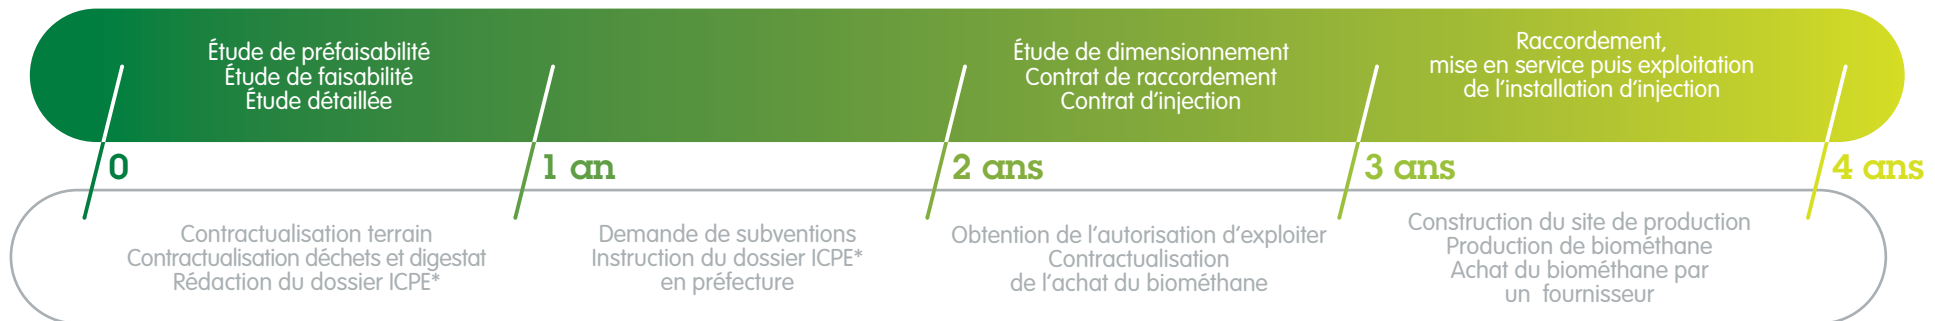 Étude de préfaisabilité
Étude de faisabilité
Étude détaillée
Étude de dimensionnement
Contrat de raccordement
Contrat d'injection
Raccordement,
mise en service puis exploitation
de l'installation d'injection
0
1 an
2 ans
3 ans
4 ans
Contractualisation terrain
Contractualisation déchets et digestat
Rédaction du dossier ICPE*
Demande de subventions
Instruction du dossier ICPE*
en préfecture
Obtention de l'autorisation d'exploiter
Contractualisation
de l'achat du biométhane
Construction du site de production
Production de biométhane
Achat du biométhane par
un fournisseur